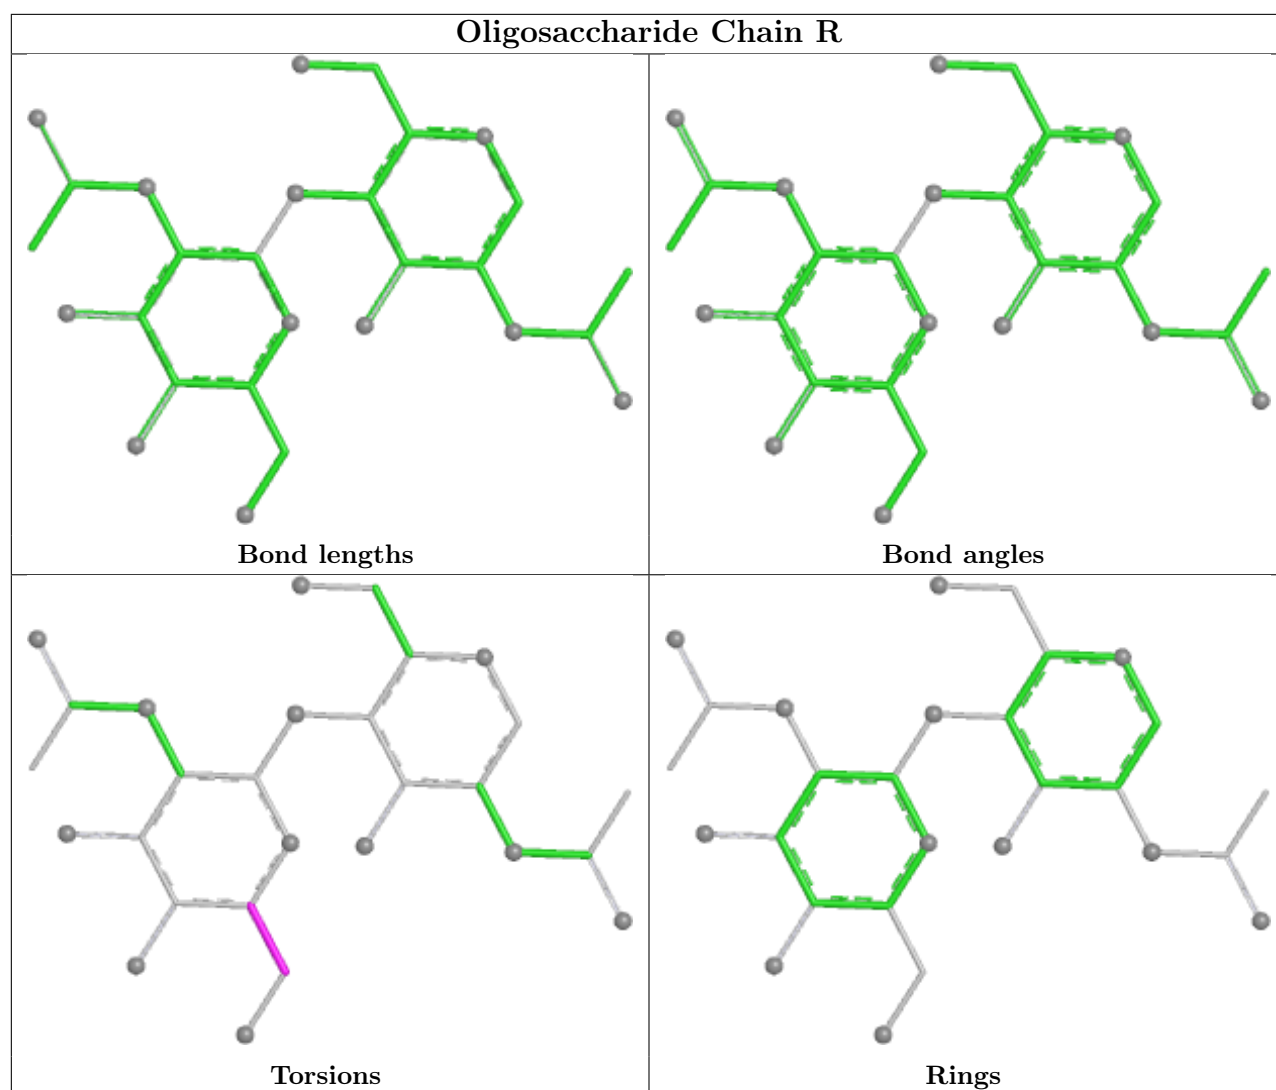 Oligosaccharide Chain R
Bond lengths
Bond angles
Torsions
Rings